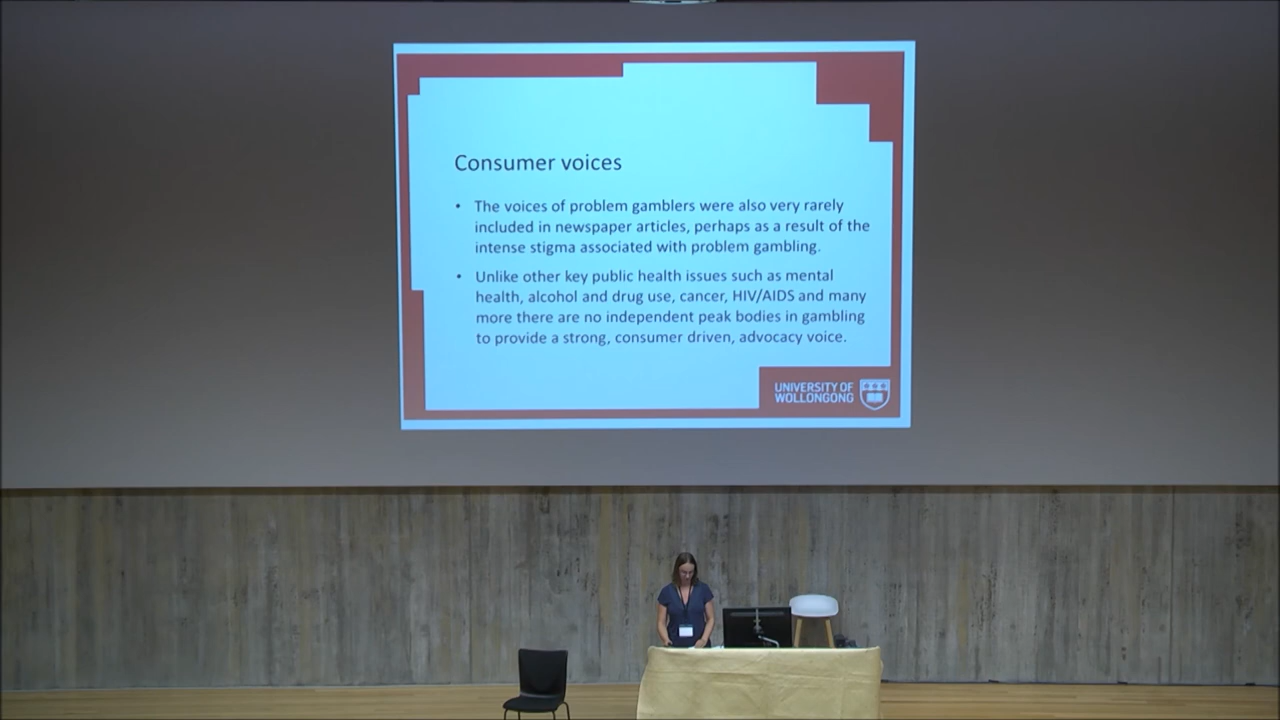 Consumer voices
• The voices of problem gamblers were also very rarely
included in newspaper articles, perhaps as a result of the
intense stigma associated with problem gambling.
• Unlike other key public health issues such as mental
health, alcohol and drug use, cancer, HIV/AIDS and many
more there are no independent peak bodies in gambling
to provide a strong, consumer driven, advocacy voice.
UNIVERSITY OF
WOLLONGONG